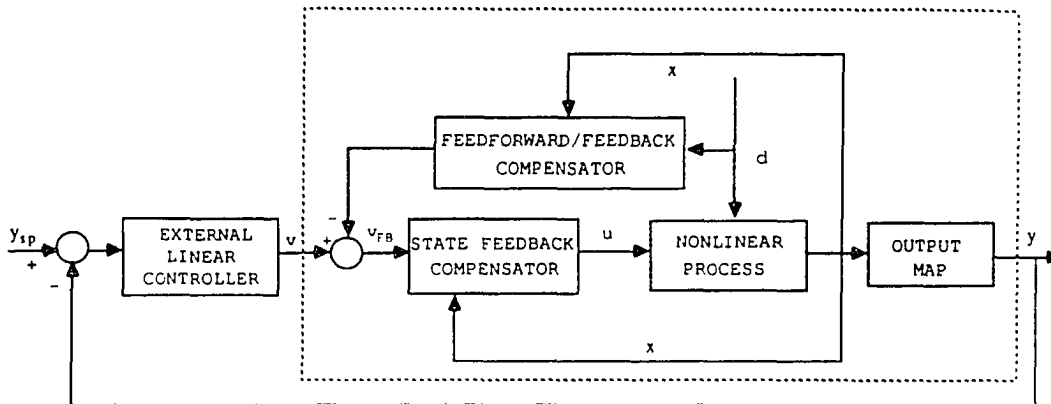 x
FEEDFORWARD/FEEDBACK
COMPENSATOR
d
y_sp
+
-
EXTERNAL
LINEAR
CONTROLLER
v
+
-
v_FB
STATE FEEDBACK
COMPENSATOR
u
NONLINEAR
PROCESS
OUTPUT
MAP
y
x